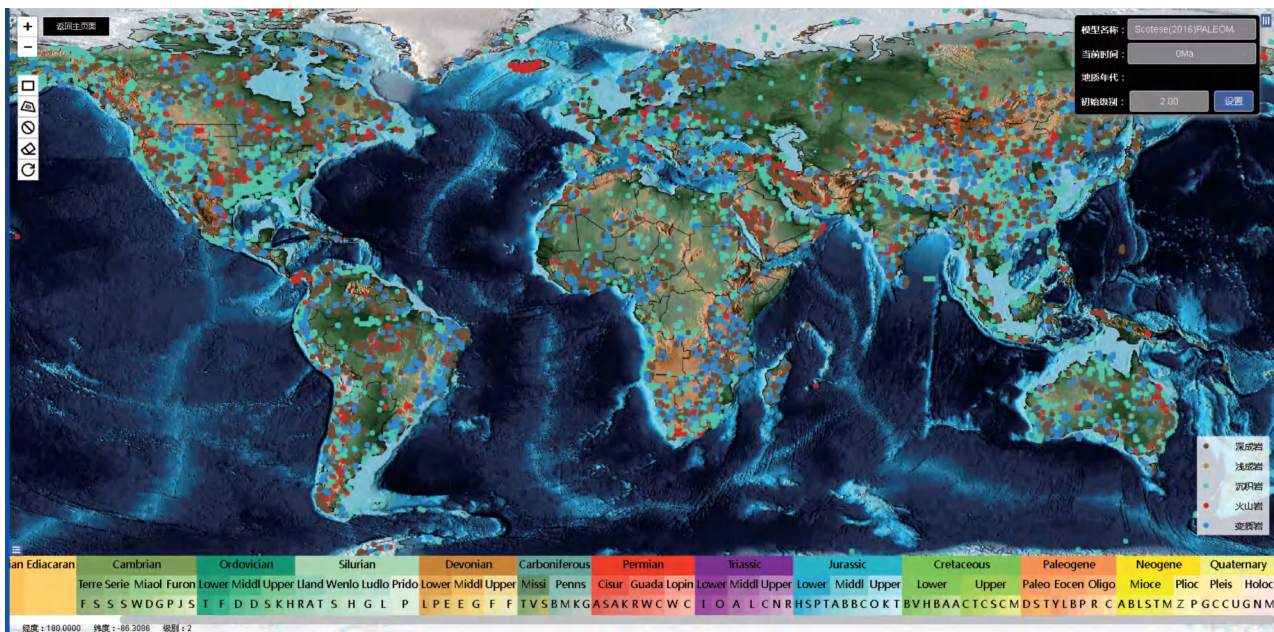 +
返回主页面
−
模型名称：
Scotese(2016)PALEOM.
当前时间：
0Ma
地质年代：
初始级别：
2.00
设置
深成岩
浅成岩
沉积岩
火山岩
变质岩
ian Ediacaran Cambrian Ordovician Silurian Devonian Carboniferous Permian Triassic Jurassic Cretaceous Paleogene Neogene Quaternary
Terre Serie Miaol Furon Lower Middl Upper Lland Wenlo Ludlo Prido Lower Middl Upper Missi Penns Cisur Guada Lopin Lower Middl Upper Lower Middl Upper Lower Upper Paleo Eocen Oligo Mioce Plioc Pleis Holoc
F S S S W D G P J S T F D D S K H R A T S H G L P L P E E G F F T V S B M K G A S A K R W C W C I O A L C N R H S P T A B B C O K T B V H B A A C T C S C M D S T Y L B P R C A B L S T M Z P G C C U G N M
经度：180.0000 纬度：-86.3086 级别：2